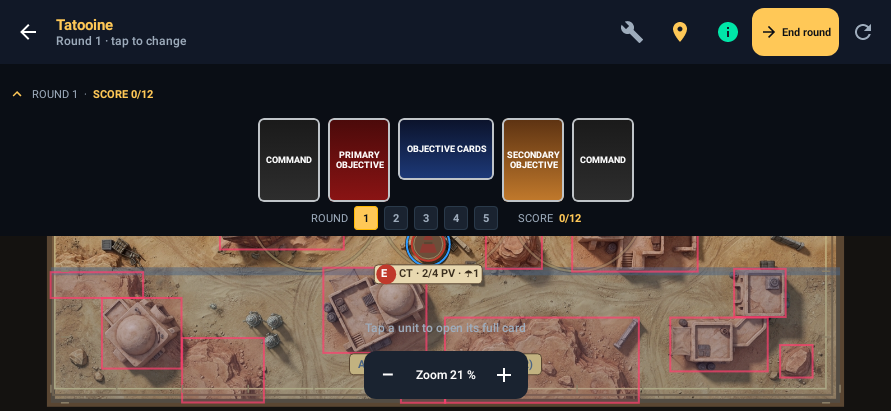 Tatooine
Round 1 · tap to change
End round
ROUND 1 · SCORE 0/12
COMMAND
PRIMARY
OBJECTIVE
OBJECTIVE CARDS
SECONDARY
OBJECTIVE
COMMAND
ROUND 1 2 3 4 5 SCORE 0/12
E CT · 2/4 PV · ☂1
Tap a unit to open its full card
− Zoom 21 % +